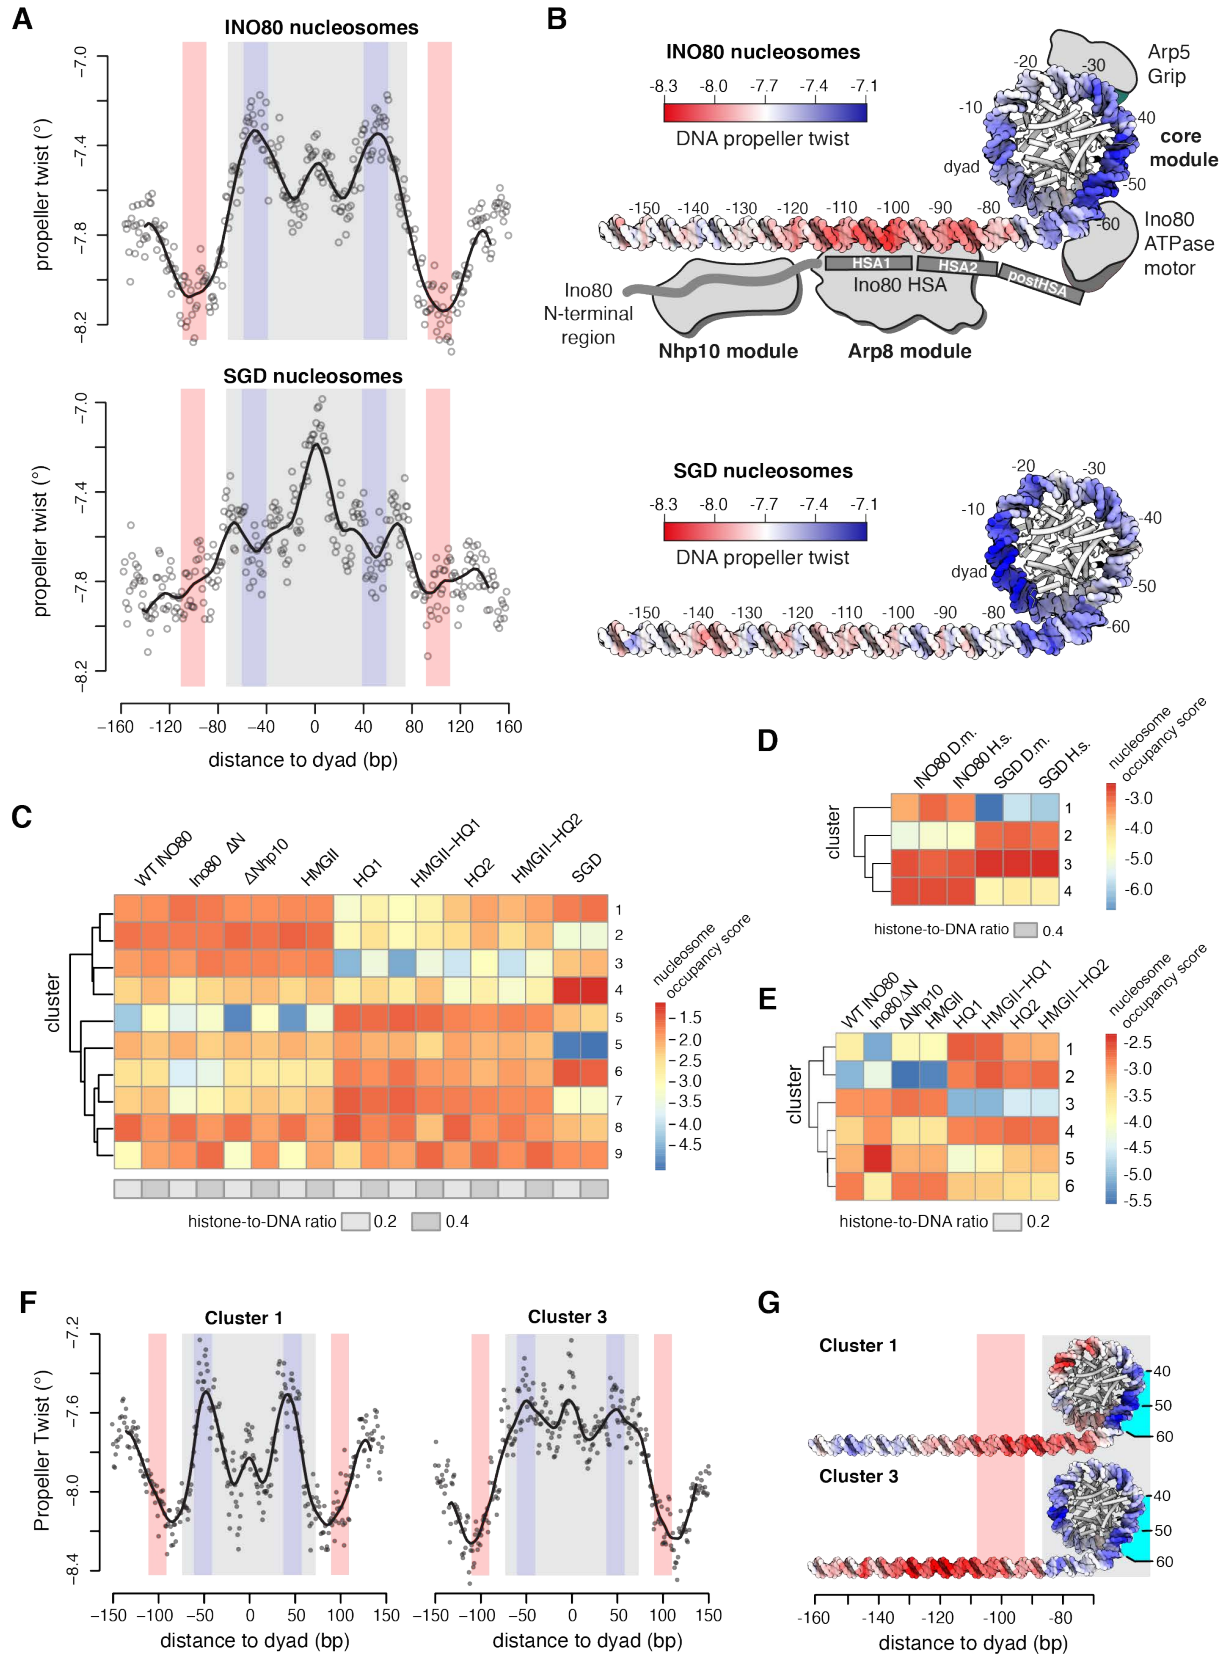 A
INO80 nucleosomes
−7.0
−7.4
−7.8
−8.2
propeller twist (°)
SGD nucleosomes
−7.0
−7.4
−7.8
−8.2
propeller twist (°)
−160 -120 -80 -40 0 40 80 120 160
distance to dyad (bp)
B
INO80 nucleosomes
-8.3 -8.0 -7.7 -7.4 -7.1
DNA propeller twist
Arp5
Grip
-20 -30
-10
40
core
module
dyad
-50
-60
Ino80
ATPase
motor
-150 -140 -130 -120 -110 -100 -90 -80
HSA1 HSA2 postHSA
Ino80 HSA
Ino80
N-terminal
region
Nhp10 module Arp8 module
SGD nucleosomes
-8.3 -8.0 -7.7 -7.4 -7.1
DNA propeller twist
-20 -30
-10
-40
dyad
-50
-60
-150 -140 -130 -120 -110 -100 -90 -80
C
WT INO80 Ino80 ΔN ΔNhp10 HMGII HQ1 HMGII−HQ1 HQ2 HMGII−HQ2 SGD
cluster
1
2
3
4
5
5
6
7
8
9
nucleosome
occupancy score
−1.5
−2.0
−2.5
−3.0
−3.5
−4.0
−4.5
histone-to-DNA ratio 0.2 0.4
D
INO80 D.m. INO80 H.s. SGD D.m. SGD H.s.
cluster
1
2
3
4
nucleosome
occupancy score
-3.0
-4.0
-5.0
-6.0
histone-to-DNA ratio 0.4
E
WT INO80 Ino80 ΔN ΔNhp10 HMGII HQ1 HMGII-HQ1 HQ2 HMGII-HQ2
cluster
1
2
3
4
5
6
nucleosome
occupancy score
-2.5
-3.0
-3.5
-4.0
-4.5
-5.0
-5.5
histone-to-DNA ratio 0.2
F
Cluster 1 Cluster 3
−7.2
−7.6
−8.0
−8.4
Propeller Twist (°)
−150 −100 −50 0 50 100 150
distance to dyad (bp)
−150 −100 −50 0 50 100 150
distance to dyad (bp)
G
Cluster 1
40
50
60
Cluster 3
40
50
60
-160 -140 -120 -100 -80
distance to dyad (bp)